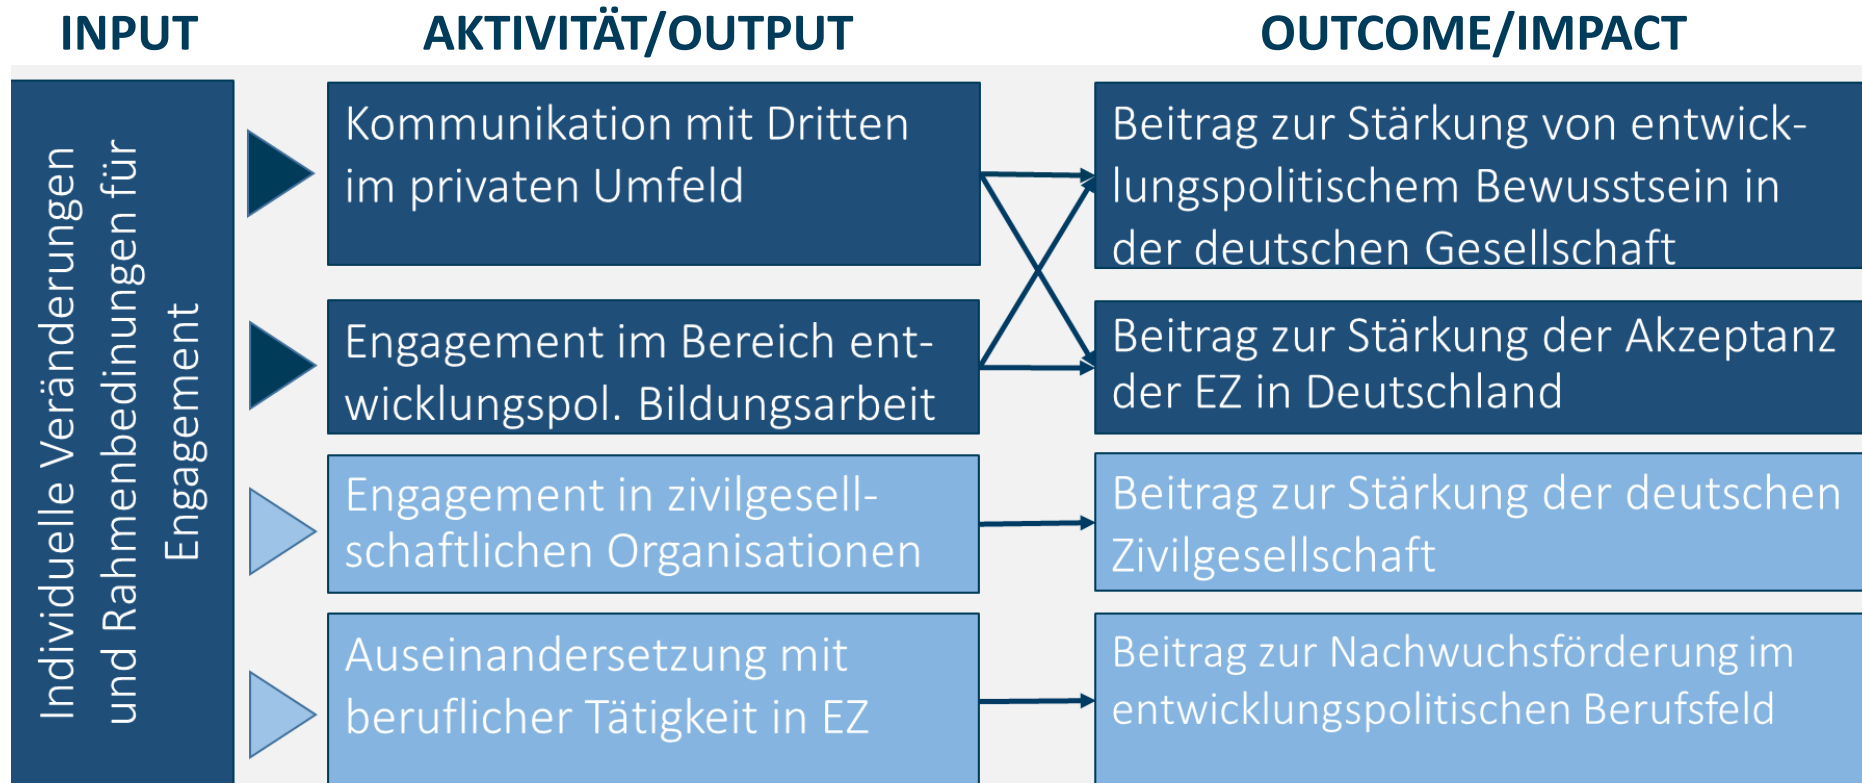 INPUT
AKTIVITÄT/OUTPUT
OUTCOME/IMPACT
Individuelle Veränderungen
und Rahmenbedinungen für
Engagement
Kommunikation mit Dritten
im privaten Umfeld
Beitrag zur Stärkung von entwick-
lungspolitischem Bewusstsein in
der deutschen Gesellschaft
Engagement im Bereich ent-
wicklungspol. Bildungsarbeit
Beitrag zur Stärkung der Akzeptanz
der EZ in Deutschland
Engagement in zivilgesell-
schaftlichen Organisationen
Beitrag zur Stärkung der deutschen
Zivilgesellschaft
Auseinandersetzung mit
beruflicher Tätigkeit in EZ
Beitrag zur Nachwuchsförderung im
entwicklungspolitischen Berufsfeld